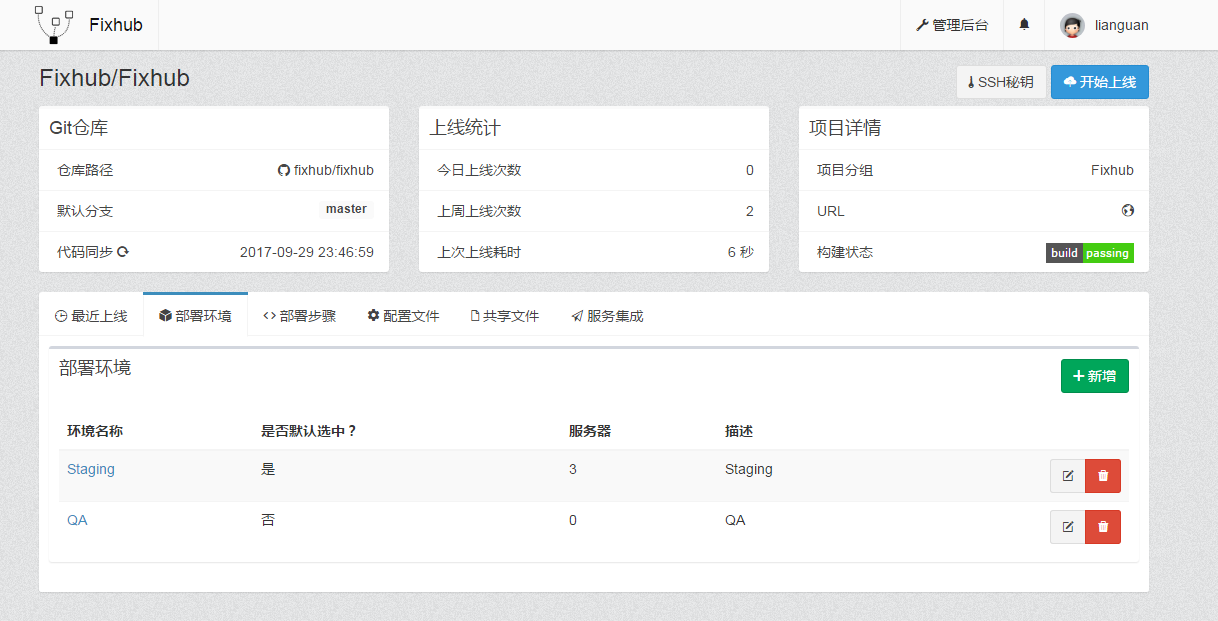 Fixhub
管理后台
lianguan
Fixhub/Fixhub
SSH秘钥
开始上线
Git仓库
仓库路径 fixhub/fixhub
默认分支 master
代码同步 2017-09-29 23:46:59
上线统计
今日上线次数 0
上周上线次数 2
上次上线耗时 6 秒
项目详情
项目分组 Fixhub
URL
构建状态 build passing
最近上线 部署环境 部署步骤 配置文件 共享文件 服务集成
部署环境
新增
环境名称 是否默认选中？ 服务器 描述
Staging 是 3 Staging
QA 否 0 QA